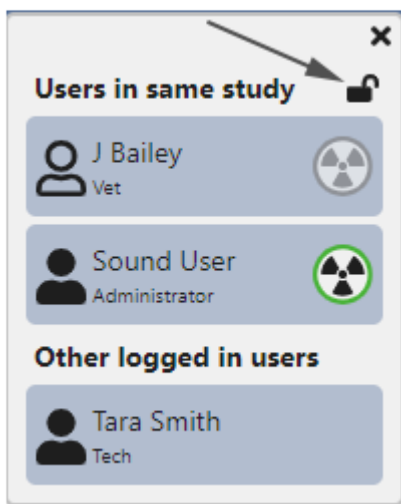 Users in same study
J Bailey
Vet
Sound User
Administrator
Other logged in users
Tara Smith
Tech